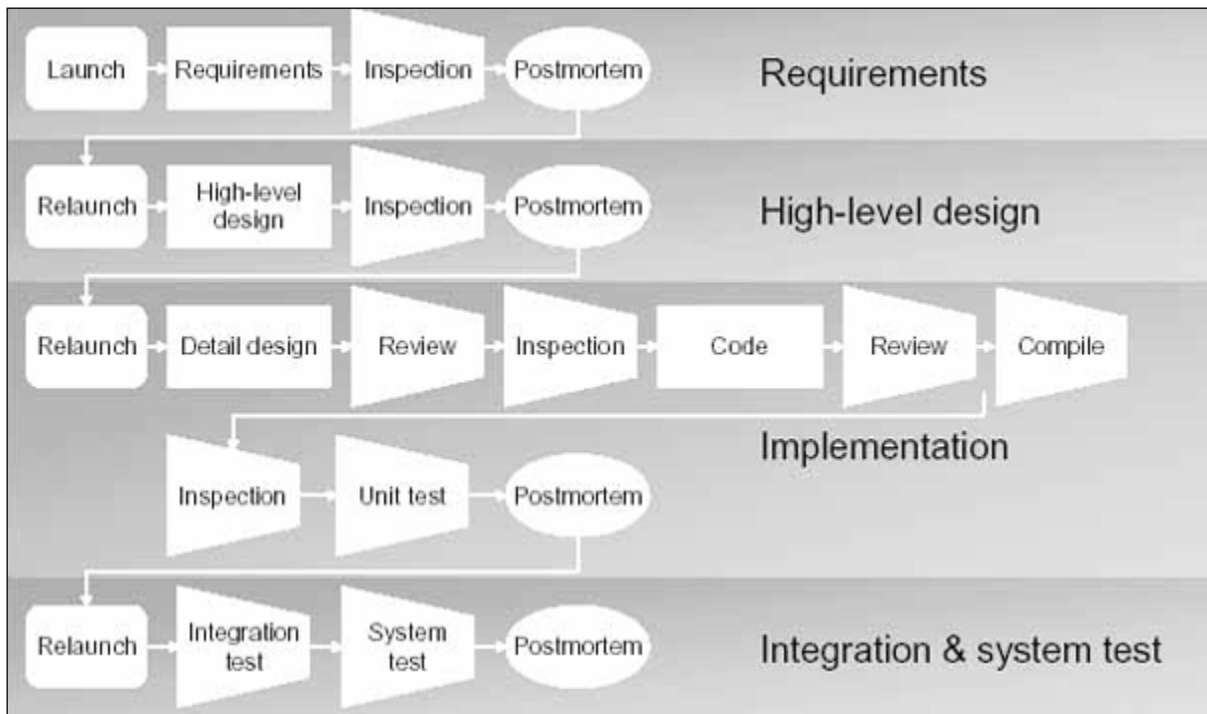 Launch
Requirements
Inspection
Postmortem
Requirements
Relaunch
High-level
design
Inspection
Postmortem
High-level design
Relaunch
Detail design
Review
Inspection
Code
Review
Compile
Implementation
Inspection
Unit test
Postmortem
Relaunch
Integration
test
System
test
Postmortem
Integration & system test